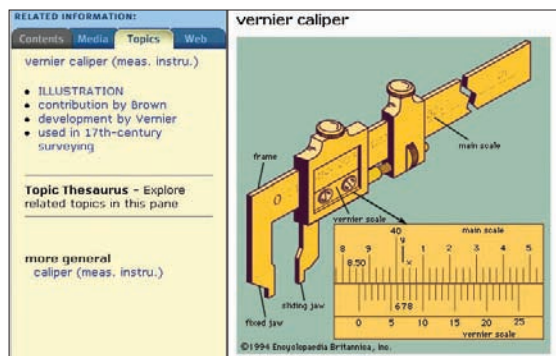 RELATED INFORMATION:
Contents Media Topics Web
vernier caliper (meas. instru.)
• ILLUSTRATION
• contribution by Brown
• development by Vernier
• used in 17th-century
surveying
Topic Thesaurus - Explore
related topics in this pane
more general
caliper (meas. instru.)
vernier caliper
main scale
frame
vernier scale
40 main scale
y
8 9 1 2 3 4 5
8.50 x
678
0 5 10 15 20 25
vernier scale
sliding jaw
fixed jaw
©1994 Encyclopaedia Britannica, Inc.